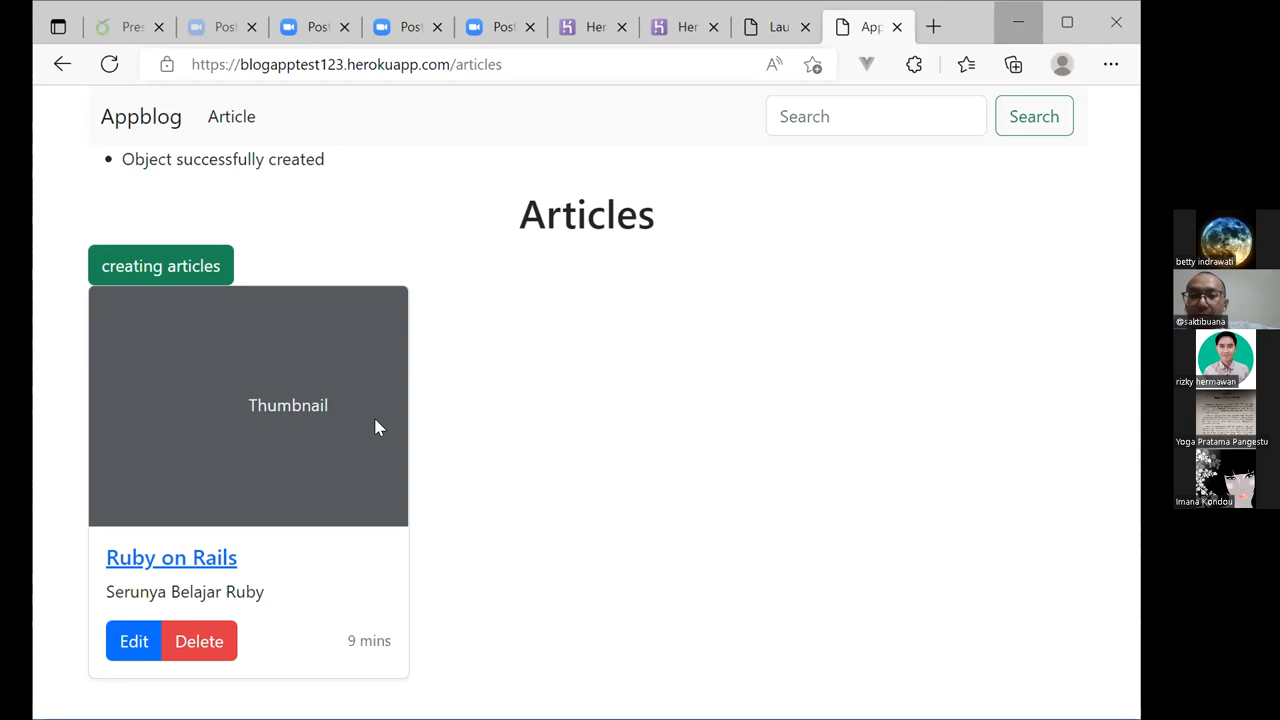 Pres
Post
Post
Post
Post
Her
Her
Lau
App
https://blogapptest123.herokuapp.com/articles
Appblog
Article
Search
Search
Object successfully created
Articles
creating articles
Thumbnail
Ruby on Rails
Serunya Belajar Ruby
Edit
Delete
9 mins
betty indrawati
@saktibuana
rizky hermawan
Yoga Pratama Pangestu
Imana Kondou